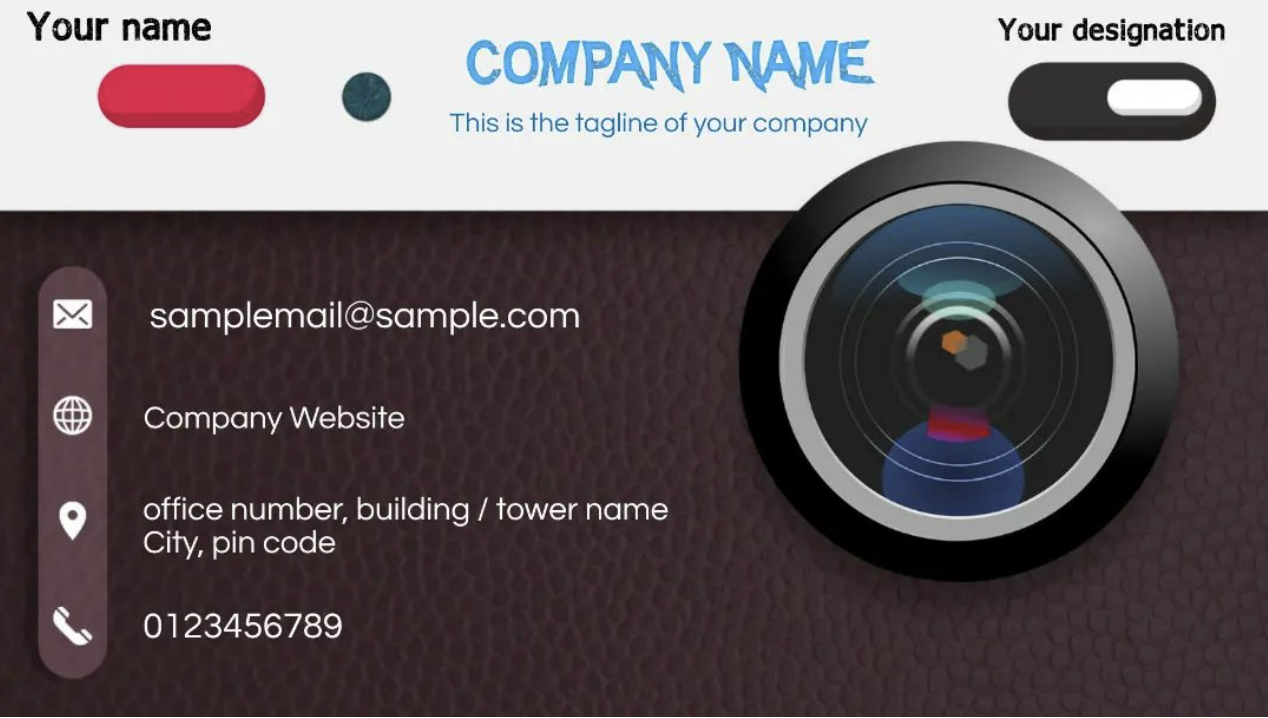 Your name
COMPANY NAME
Your designation
This is the tagline of your company
samplemail@sample.com
Company Website
office number, building / tower name
City, pin code
0123456789